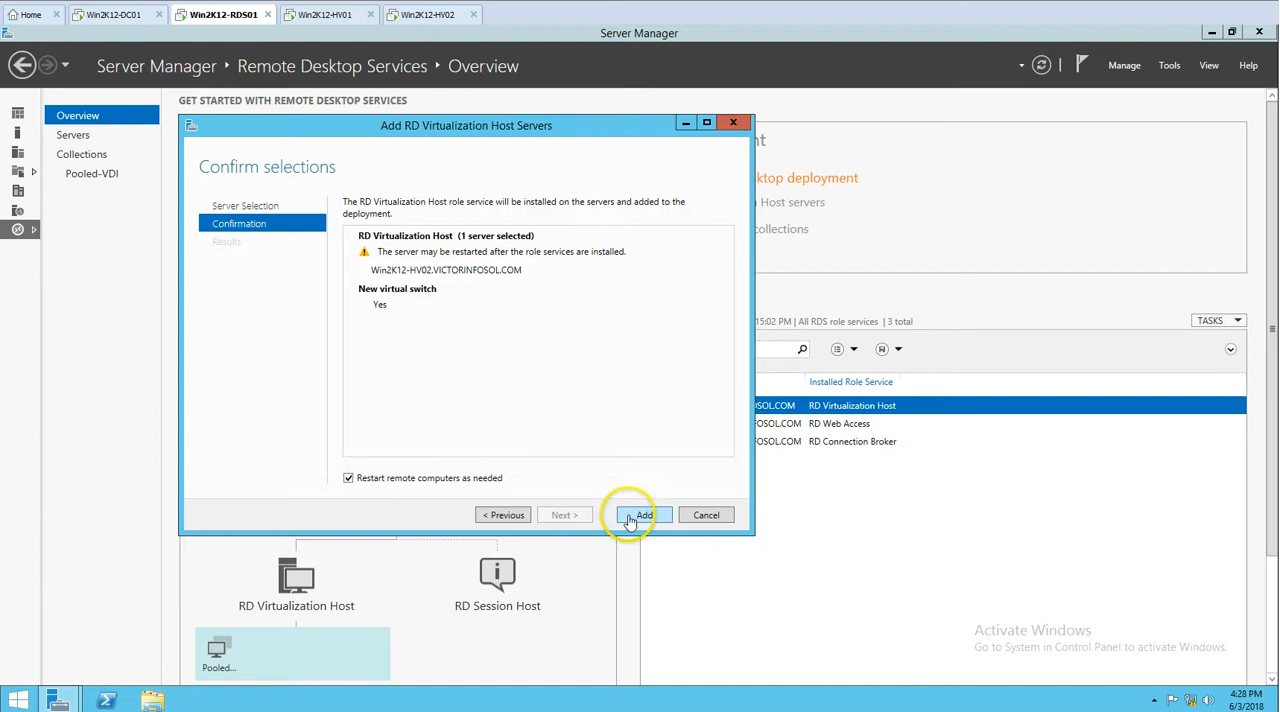 Home
Win2K12-DC01
Win2K12-RDS01
Win2K12-HV01
Win2K12-HV02
Server Manager
Server Manager
Remote Desktop Services
Overview
Manage
Tools
View
Help
Overview
Servers
Collections
Pooled-VDI
GET STARTED WITH REMOTE DESKTOP SERVICES
Add RD Virtualization Host Servers
Confirm selections
Server Selection
Confirmation
Results
The RD Virtualization Host role service will be installed on the servers and added to the
deployment.
RD Virtualization Host (1 server selected)
The server may be restarted after the role services are installed.
Win2K12-HV02.VICTORINFOSOL.COM
New virtual switch
Yes
Restart remote computers as needed
< Previous
Next >
Add
Cancel
nt
ktop deployment
Host servers
ollections
15:02 PM | All RDS role services | 3 total
TASKS
Installed Role Service
OSOL.COM RD Virtualization Host
FOSOL.COM RD Web Access
FOSOL.COM RD Connection Broker
RD Virtualization Host
RD Session Host
Pooled...
Activate Windows
Go to System in Control Panel to activate Windows.
4:28 PM
6/3/2018